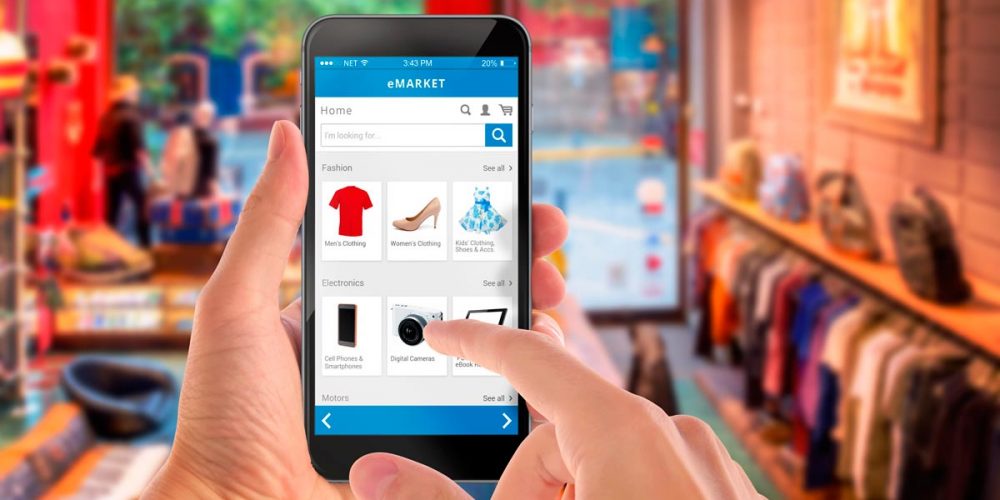 NET
3:43 PM
20%
eMARKET
Home
I'm looking for...
Fashion
See all
Men's Clothing
Women's Clothing
Kids' Clothing,
Shoes & Accs.
Electronics
See all
Cell Phones &
Smartphones
Digital Cameras
eBook
Motors
See all